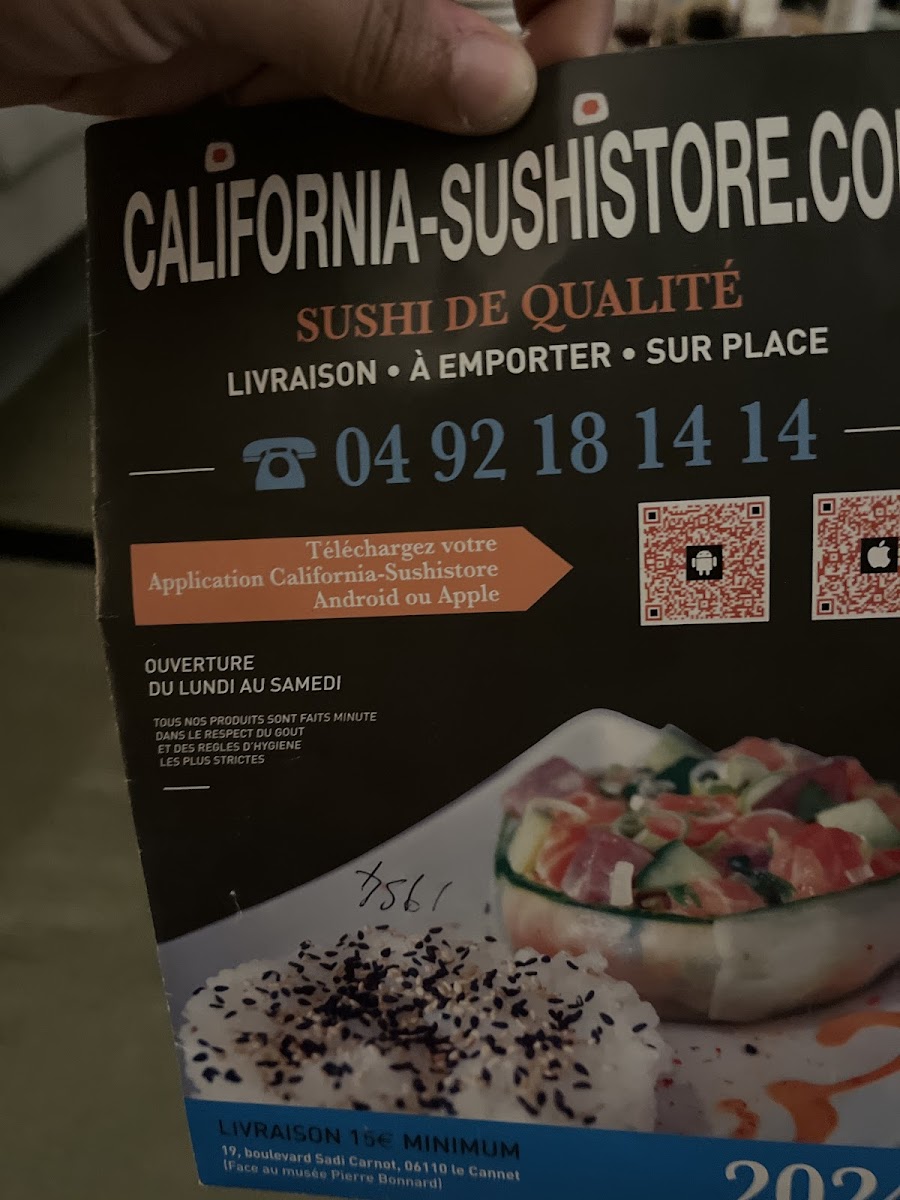 CALIFORNIA-SUSHISTORE.CO
SUSHI DE QUALITÉ
LIVRAISON • À EMPORTER • SUR PLACE
04 92 18 14 14
Téléchargez votre
Application California-Sushistore
Android ou Apple
OUVERTURE
DU LUNDI AU SAMEDI
TOUS NOS PRODUITS SONT FAITS MINUTE
DANS LE RESPECT DU GOUT
ET DES REGLES D'HYGIENE
LES PLUS STRICTES
LIVRAISON 15€ MINIMUM
19, boulevard Sadi Carnot, 06110 le Cannet
(Face au musée Pierre Bonnard)
202